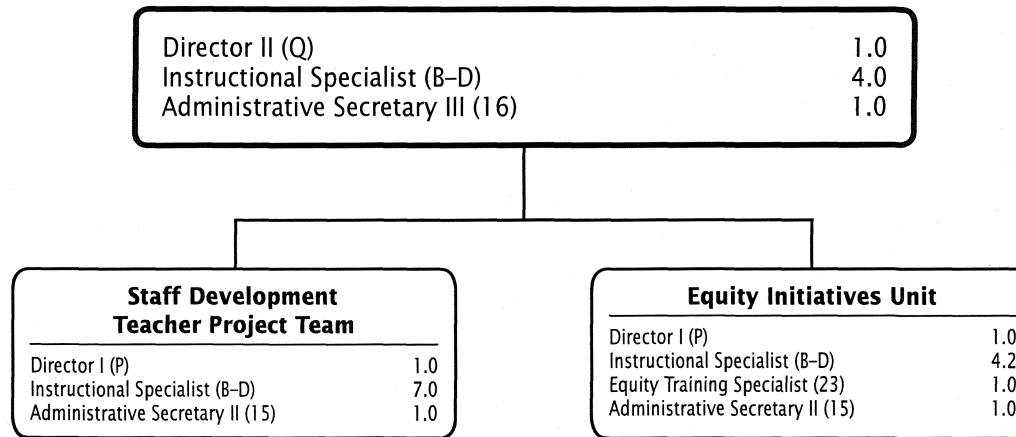 Director II (Q) 1.0
Instructional Specialist (B–D) 4.0
Administrative Secretary III (16) 1.0
Staff Development
Teacher Project Team
Director I (P) 1.0
Instructional Specialist (B–D) 7.0
Administrative Secretary II (15) 1.0
Equity Initiatives Unit
Director I (P) 1.0
Instructional Specialist (B–D) 4.2
Equity Training Specialist (23) 1.0
Administrative Secretary II (15) 1.0